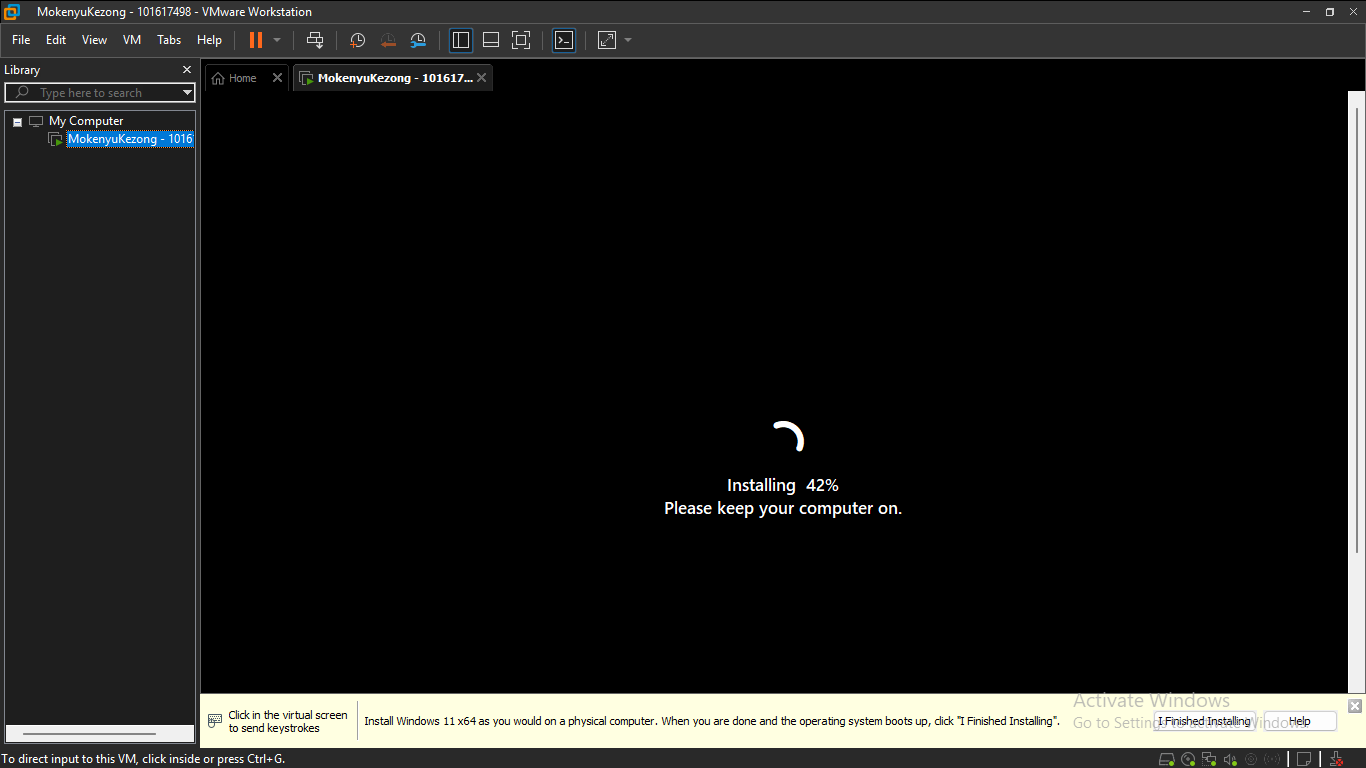 MokenyuKezong - 101617498 - VMware Workstation
File Edit View VM Tabs Help
Library
Type here to search
My Computer
MokenyuKezong - 1016
Home
MokenyuKezong - 101617...
Installing 42%
Please keep your computer on.
Click in the virtual screen
to send keystrokes
Install Windows 11 x64 as you would on a physical computer. When you are done and the operating system boots up, click "I Finished Installing".
I Finished Installing
Help
Activate Windows
Go to Settings to activate Windows.
To direct input to this VM, click inside or press Ctrl+G.